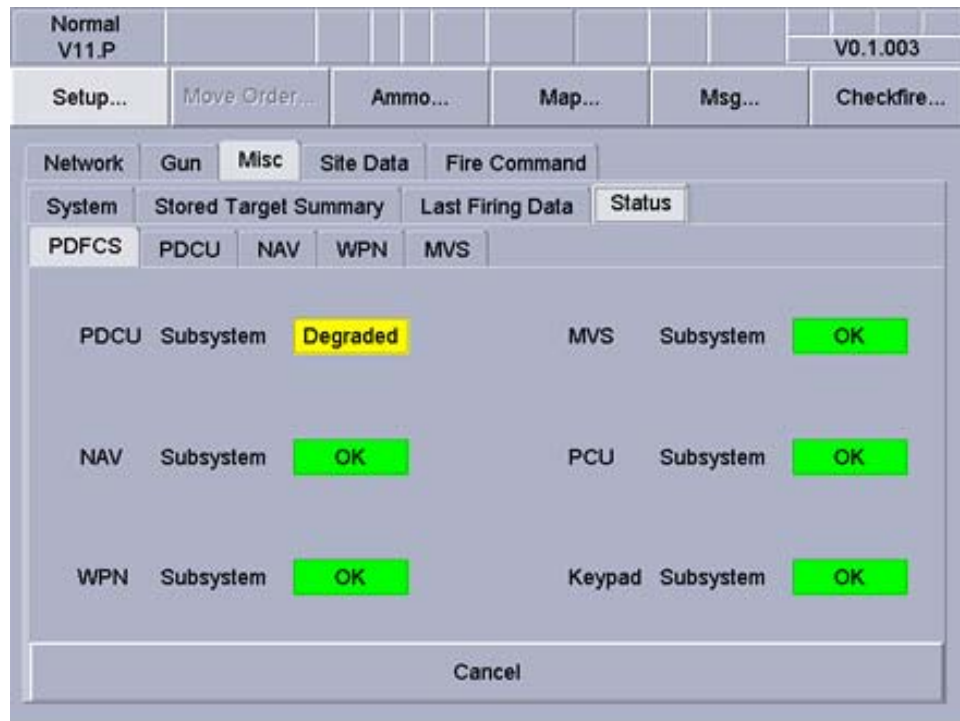 Normal
V11.P
V0.1.003
Setup... Move Order... Ammo... Map... Msg... Checkfire...
Network Gun Misc Site Data Fire Command
System Stored Target Summary Last Firing Data Status
PDFCS PDCU NAV WPN MVS
PDCU Subsystem Degraded MVS Subsystem OK
NAV Subsystem OK PCU Subsystem OK
WPN Subsystem OK Keypad Subsystem OK
Cancel